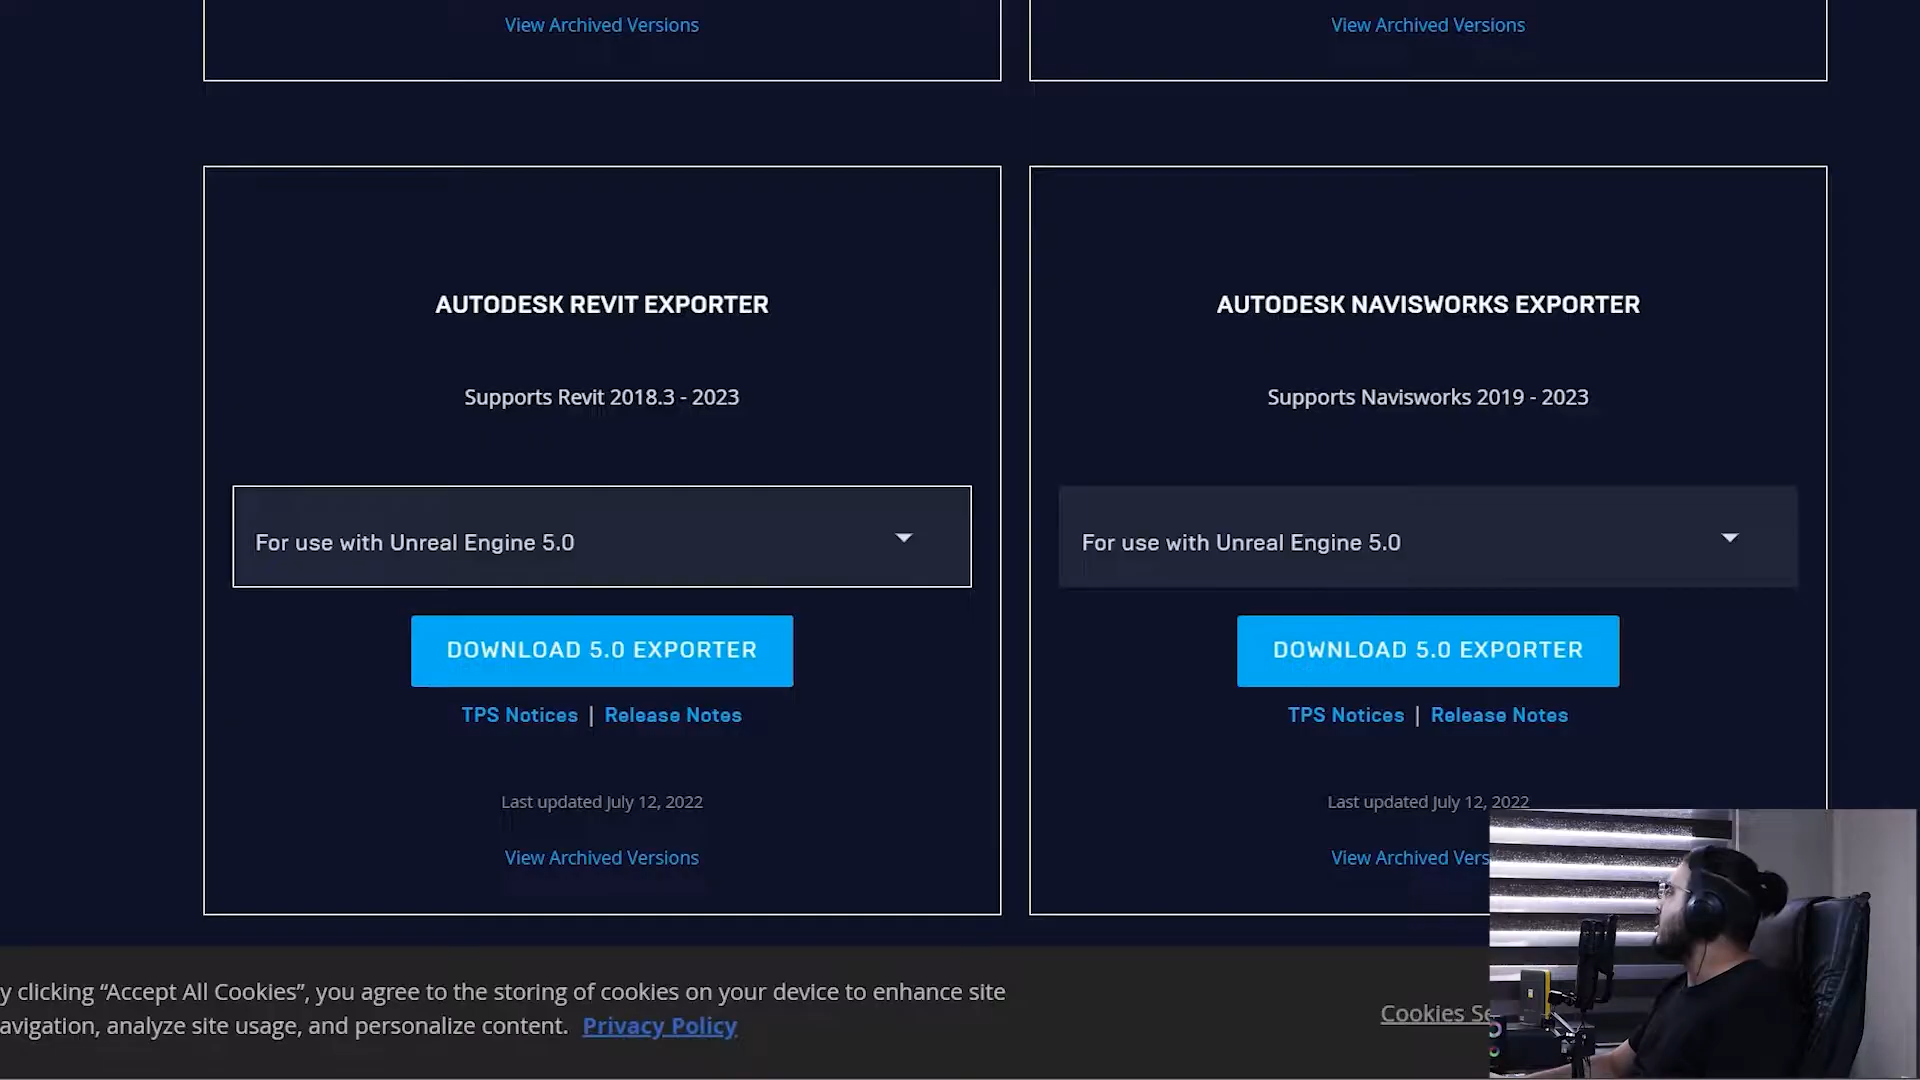 View Archived Versions
View Archived Versions
AUTODESK REVIT EXPORTER
Supports Revit 2018.3 - 2023
For use with Unreal Engine 5.0
DOWNLOAD 5.0 EXPORTER
TPS Notices | Release Notes
Last updated July 12, 2022
View Archived Versions
AUTODESK NAVISWORKS EXPORTER
Supports Navisworks 2019 - 2023
For use with Unreal Engine 5.0
DOWNLOAD 5.0 EXPORTER
TPS Notices | Release Notes
Last updated July 12, 2022
View Archived Vers
y clicking “Accept All Cookies”, you agree to the storing of cookies on your device to enhance site
avigation, analyze site usage, and personalize content. Privacy Policy
Cookies Se